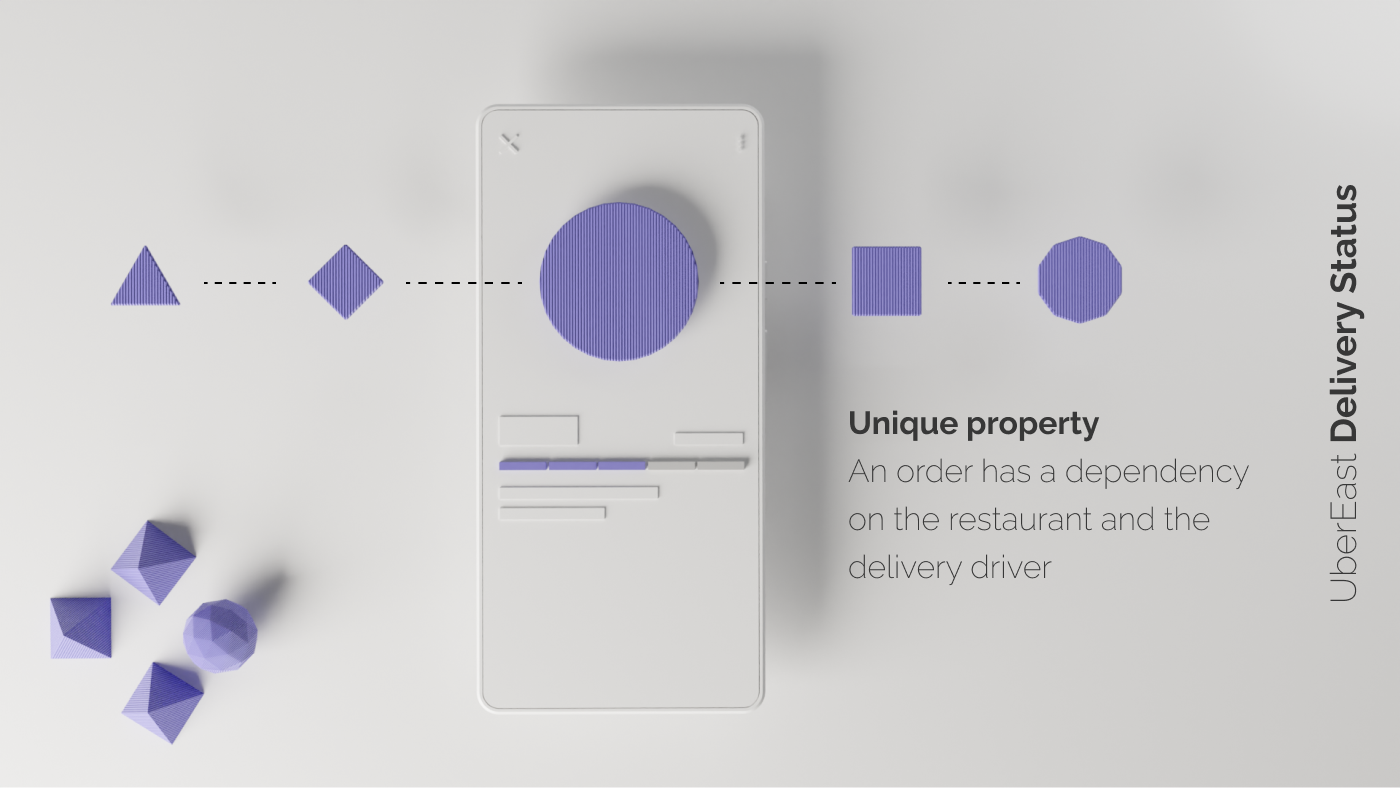 Unique property
An order has a dependency
on the restaurant and the
delivery driver
UberEast Delivery Status